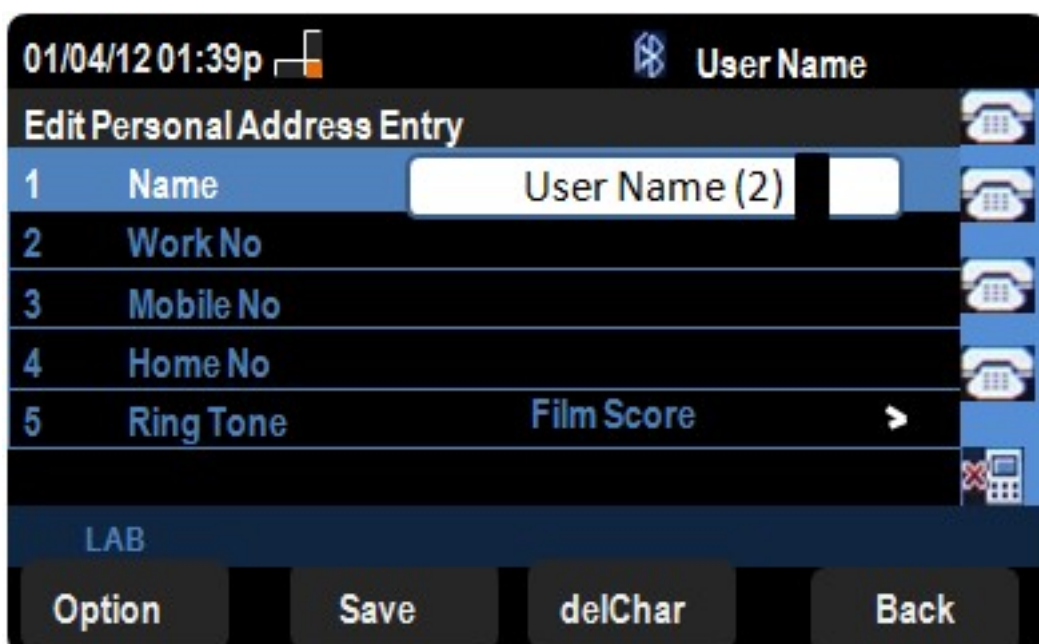 01/04/12 01:39p User Name
Edit Personal Address Entry
1 Name User Name (2)
2 Work No
3 Mobile No
4 Home No
5 Ring Tone Film Score >
LAB
Option Save delChar Back